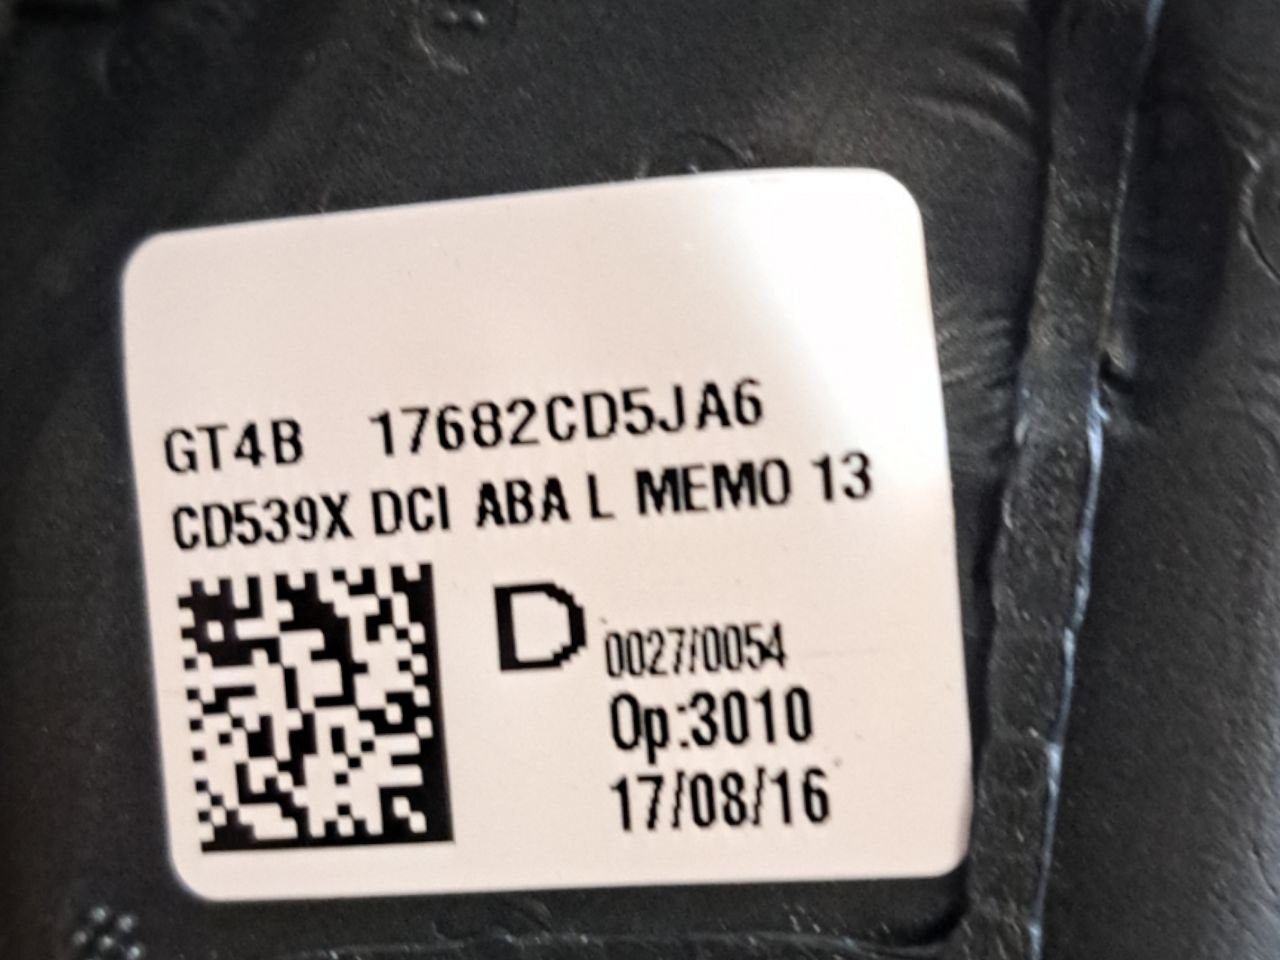 GT4B 17682CD5JA6
CD539X DCI ABA L MEMO 13
D 0027/0054
Op:3010
17/08/16